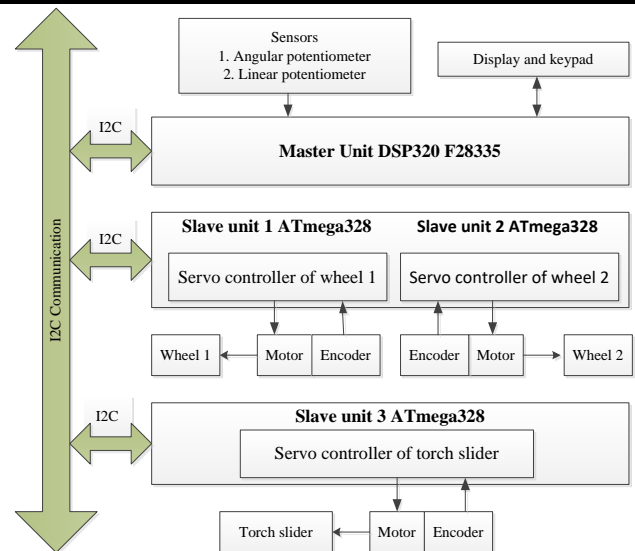 Sensors
1. Angular potentiometer
2. Linear potentiometer
Display and keypad
I2C
Master Unit DSP320 F28335
I2C Communication
Slave unit 1 ATmega328
Slave unit 2 ATmega328
I2C
Servo controller of wheel 1
Servo controller of wheel 2
Wheel 1
Motor
Encoder
Encoder
Motor
Wheel 2
I2C
Slave unit 3 ATmega328
Servo controller of torch slider
Torch slider
Motor
Encoder